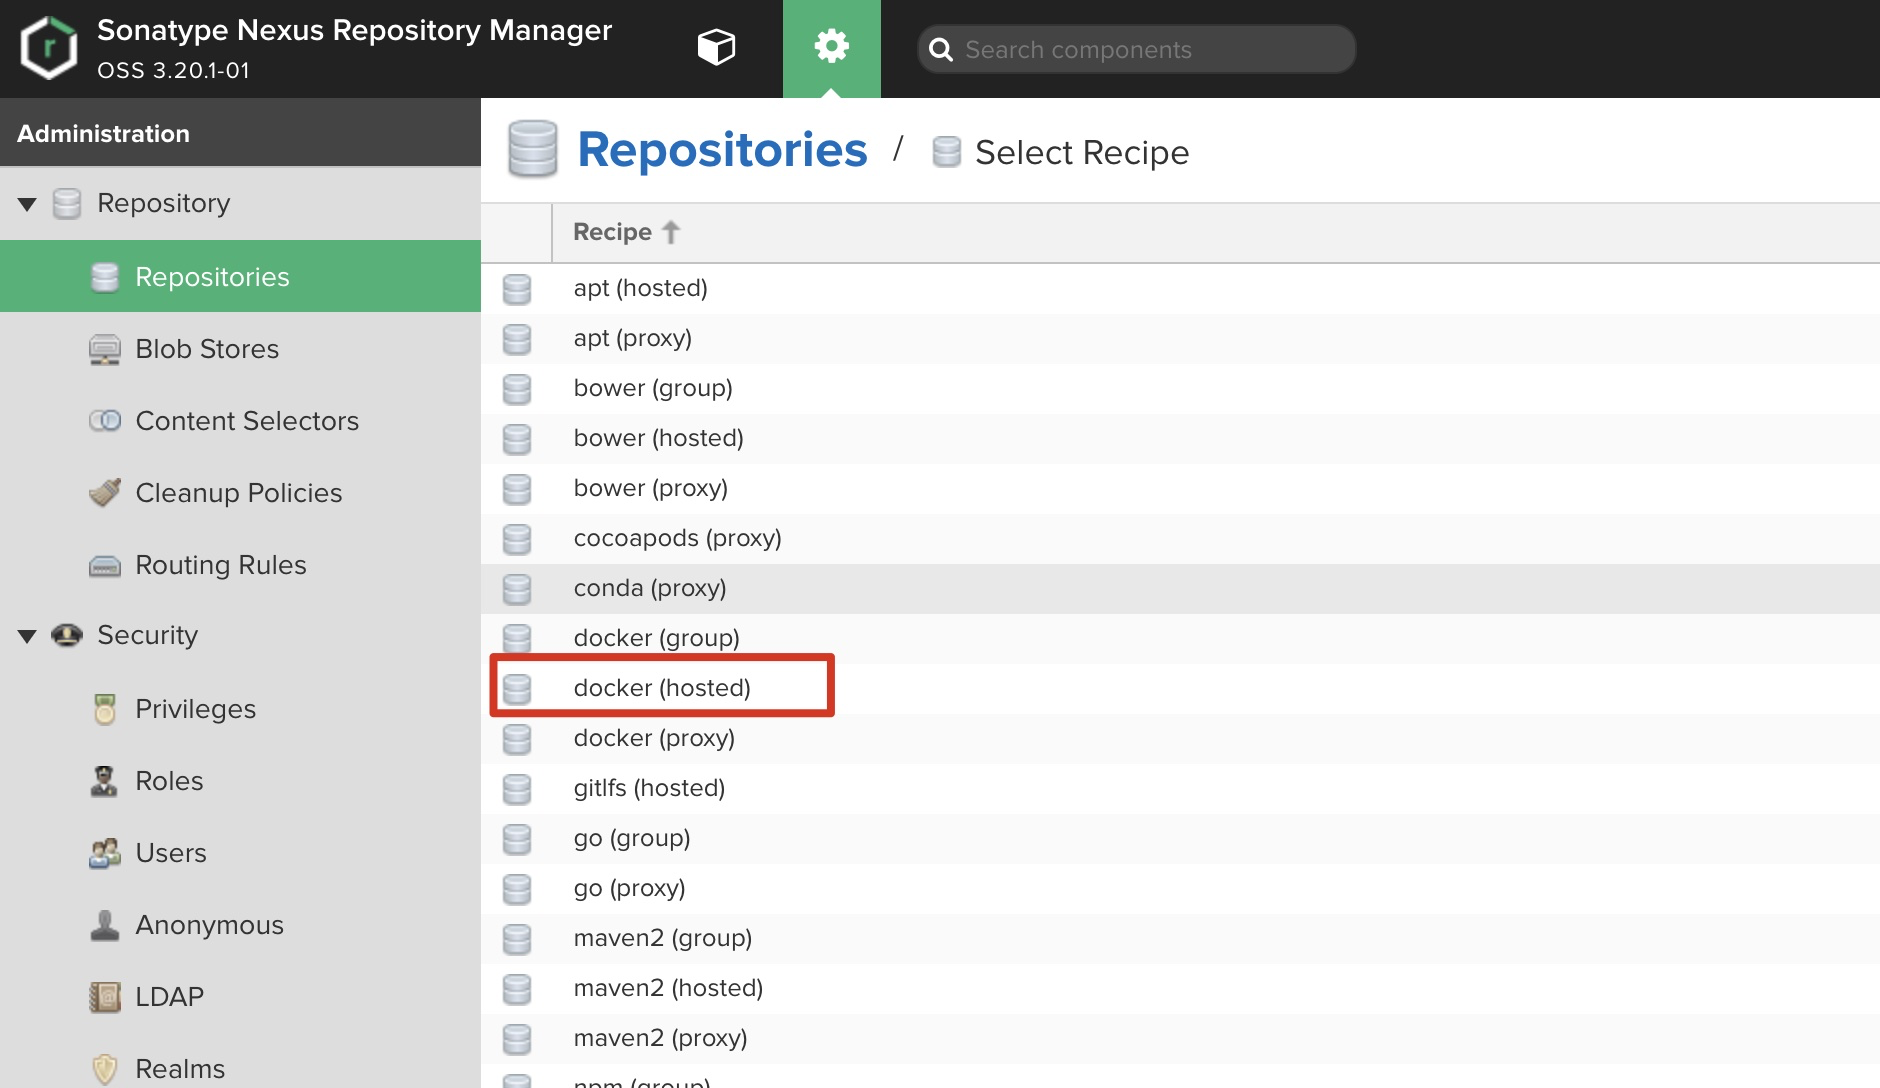 Sonatype Nexus Repository Manager
OSS 3.20.1-01
Search components
Administration
Repository
Repositories
Blob Stores
Content Selectors
Cleanup Policies
Routing Rules
Security
Privileges
Roles
Users
Anonymous
LDAP
Realms
Repositories / Select Recipe
Recipe
apt (hosted)
apt (proxy)
bower (group)
bower (hosted)
bower (proxy)
cocoapods (proxy)
conda (proxy)
docker (group)
docker (hosted)
docker (proxy)
gitlfs (hosted)
go (group)
go (proxy)
maven2 (group)
maven2 (hosted)
maven2 (proxy)
npm (group)